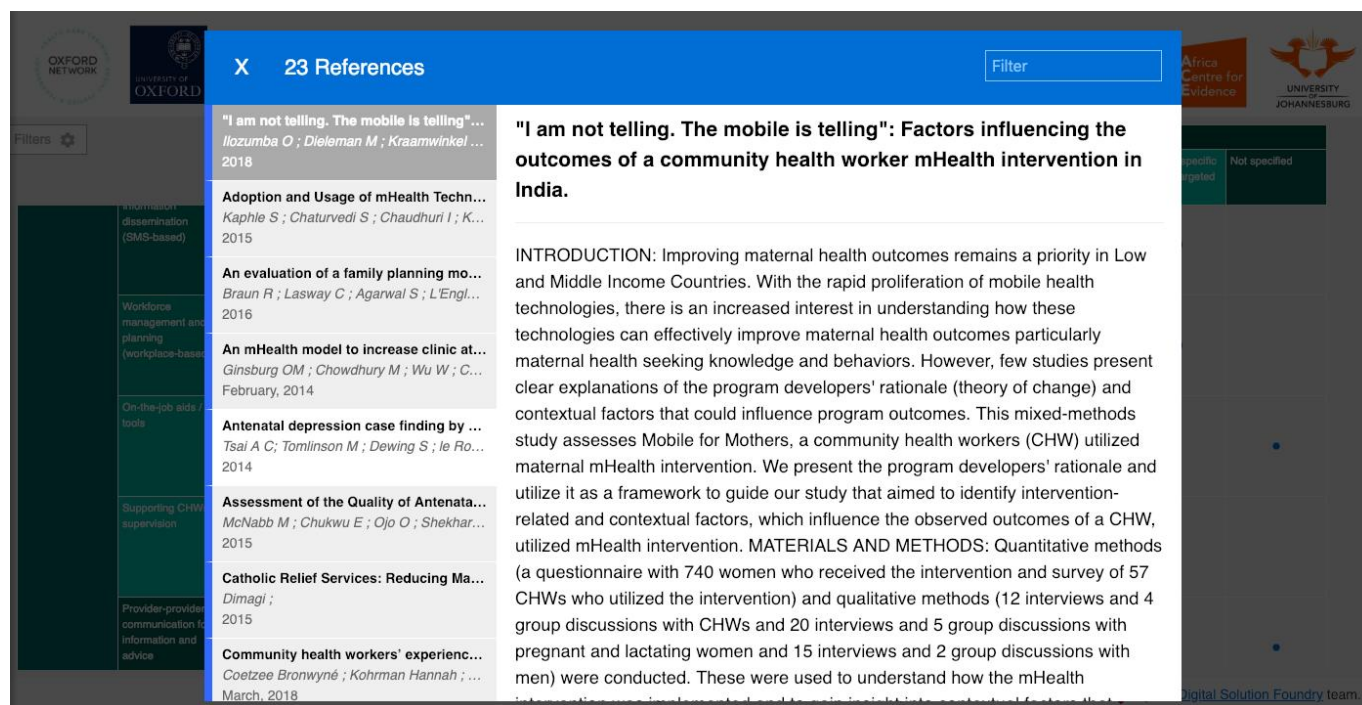 OXFORD
NETWORK
UNIVERSITY OF
OXFORD
X 23 References
Filter
Africa
Centre for
Evidence
UNIVERSITY
OF
JOHANNESBURG
Filters
specific
targeted
Not specified
information
dissemination
(SMS-based)
Workforce
management and
planning
(workplace-based
On-the-job aids /
tools
Supporting CHW
supervision
Provider-provider
communication fo
information and
advice
"I am not telling. The mobile is telling"...
Ilozumba O ; Dieleman M ; Kraamwinkel ...
2018
Adoption and Usage of mHealth Techn...
Kaphle S ; Chaturvedi S ; Chaudhuri I ; K...
2015
An evaluation of a family planning mo...
Braun R ; Lasway C ; Agarwal S ; L'Engl...
2016
An mHealth model to increase clinic at...
Ginsburg OM ; Chowdhury M ; Wu W ; C...
February, 2014
Antenatal depression case finding by ...
Tsai A C; Tomlinson M ; Dewing S ; le Ro...
2014
Assessment of the Quality of Antenata...
McNabb M ; Chukwu E ; Ojo O ; Shekhar...
2015
Catholic Relief Services: Reducing Ma...
Dimagi ;
2015
Community health workers' experienc...
Coetzee Bronwyné ; Kohrman Hannah ; ...
March, 2018
"I am not telling. The mobile is telling": Factors influencing the
outcomes of a community health worker mHealth intervention in
India.
INTRODUCTION: Improving maternal health outcomes remains a priority in Low
and Middle Income Countries. With the rapid proliferation of mobile health
technologies, there is an increased interest in understanding how these
technologies can effectively improve maternal health outcomes particularly
maternal health seeking knowledge and behaviors. However, few studies present
clear explanations of the program developers' rationale (theory of change) and
contextual factors that could influence program outcomes. This mixed-methods
study assesses Mobile for Mothers, a community health workers (CHW) utilized
maternal mHealth intervention. We present the program developers' rationale and
utilize it as a framework to guide our study that aimed to identify intervention-
related and contextual factors, which influence the observed outcomes of a CHW,
utilized mHealth intervention. MATERIALS AND METHODS: Quantitative methods
(a questionnaire with 740 women who received the intervention and survey of 57
CHWs who utilized the intervention) and qualitative methods (12 interviews and 4
group discussions with CHWs and 20 interviews and 5 group discussions with
pregnant and lactating women and 15 interviews and 2 group discussions with
men) were conducted. These were used to understand how the mHealth
intervention was implemented and to gain insight into contextual factors that
Digital Solution Foundry team.